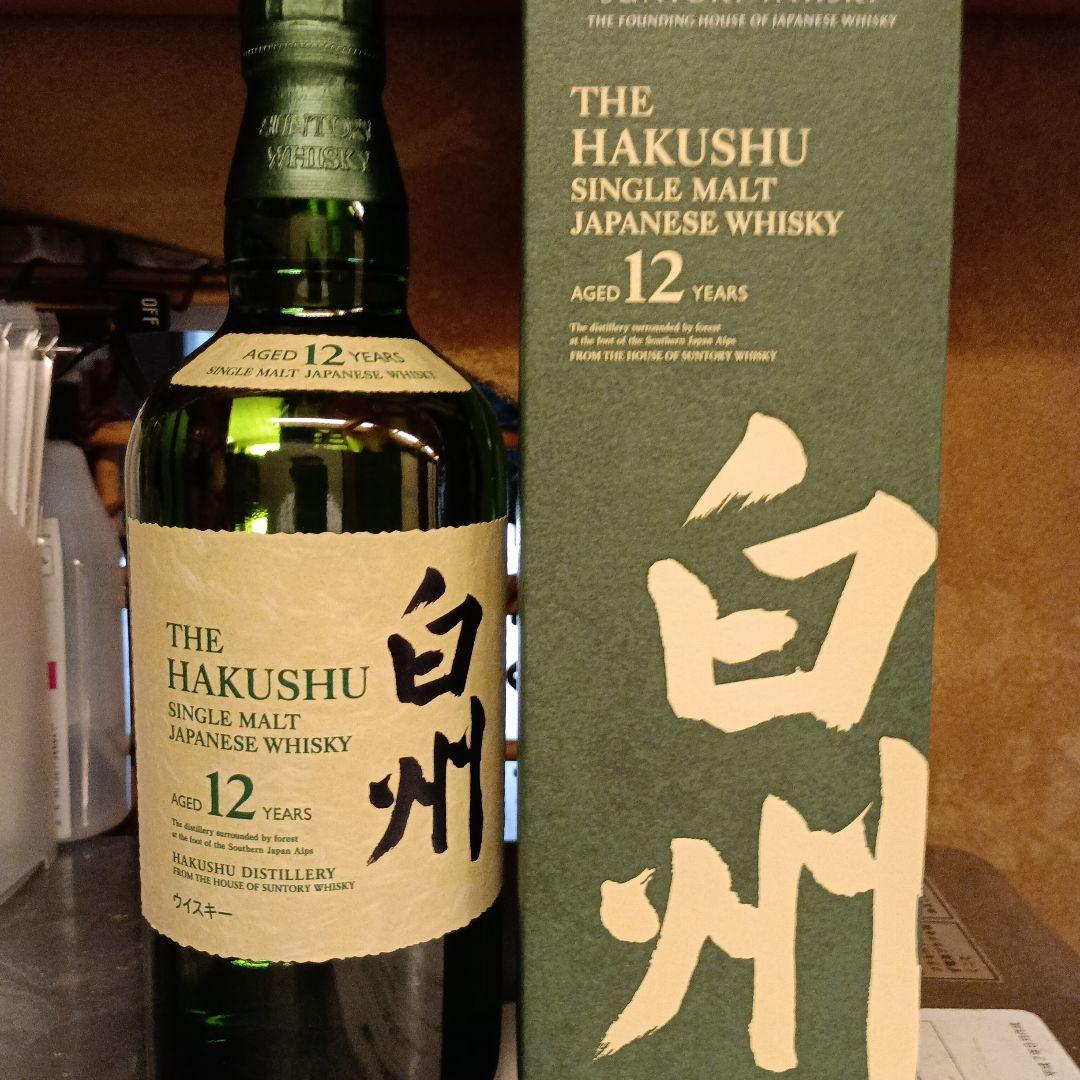 SUNTORY
WHISKY
AGED 12 YEARS
SINGLE MALT JAPANESE WHISKY
THE
HAKUSHU
SINGLE MALT
JAPANESE WHISKY
AGED 12 YEARS
The distillery surrounded by forest
at the foot of the Southern Japan Alps
HAKUSHU DISTILLERY
FROM THE HOUSE OF SUNTORY WHISKY
ウイスキー
白州
SUNTORY WHISKY
THE FOUNDING HOUSE OF JAPANESE WHISKY
THE
HAKUSHU
SINGLE MALT
JAPANESE WHISKY
AGED 12 YEARS
The distillery surrounded by forest
at the foot of the Southern Japan Alps
FROM THE HOUSE OF SUNTORY WHISKY
白州
OFF